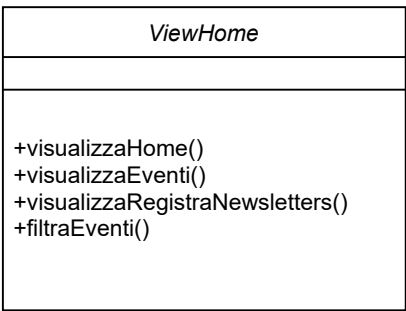 ViewHome
+visualizzaHome()
+visualizzaEventi()
+visualizzaRegistraNewsletters()
+filtraEventi()